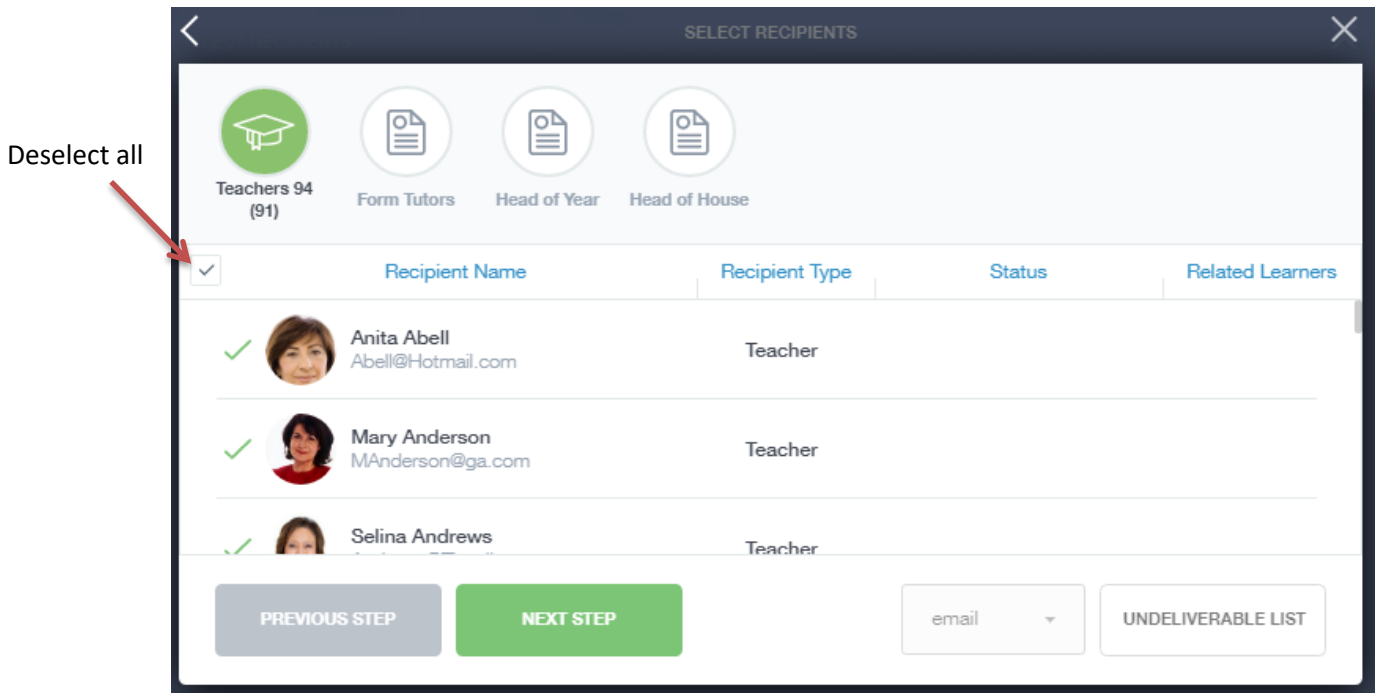 SELECT RECIPIENTS
Deselect all
Teachers 94
(91)
Form Tutors
Head of Year
Head of House
Recipient Name
Recipient Type
Status
Related Learners
Anita Abell
Abell@Hotmail.com
Teacher
Mary Anderson
MAnderson@ga.com
Teacher
Selina Andrews
Teacher
PREVIOUS STEP
NEXT STEP
email
UNDELIVERABLE LIST